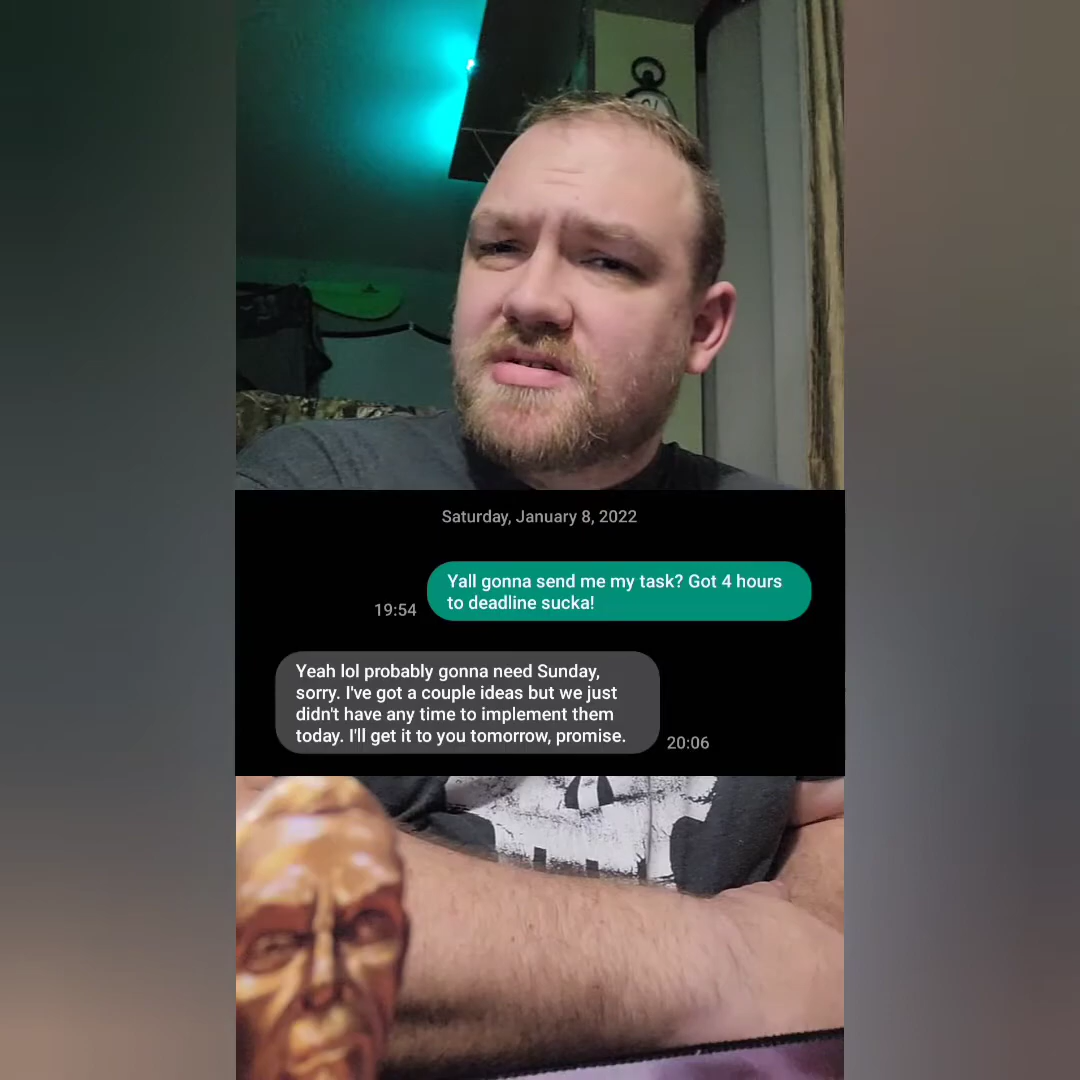 Saturday, January 8, 2022
Yall gonna send me my task? Got 4 hours
to deadline sucka!
19:54
Yeah lol probably gonna need Sunday,
sorry. I've got a couple ideas but we just
didn't have any time to implement them
today. I'll get it to you tomorrow, promise.
20:06